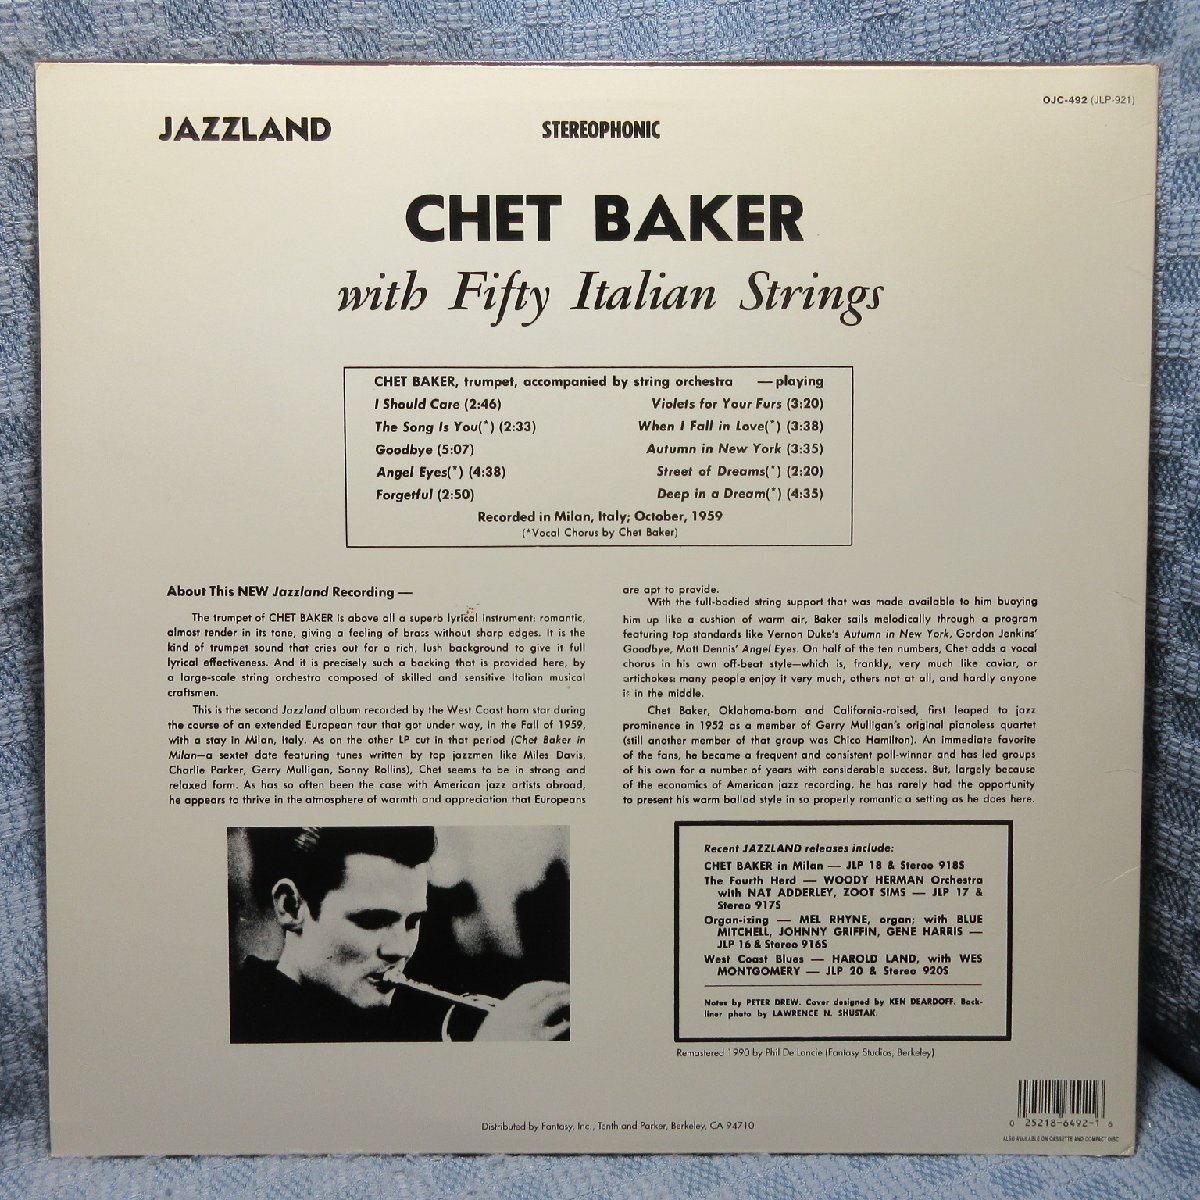 OJC-492 (JLP-921)
JAZZLAND
STEREOPHONIC
CHET BAKER
with Fifty Italian Strings
CHET BAKER, trumpet, accompanied by string orchestra — playing
I Should Care (2:46)
The Song Is You(*) (2:33)
Goodbye (5:07)
Angel Eyes(*) (4:38)
Forgetful (2:50)
Violets for Your Furs (3:20)
When I Fall in Love(*) (3:38)
Autumn in New York (3:35)
Street of Dreams(*) (2:20)
Deep in a Dream(*) (4:35)
Recorded in Milan, Italy; October, 1959
(*Vocal Chorus by Chet Baker)
About This NEW Jazzland Recording —
The trumpet of CHET BAKER is above all a superb lyrical instrument: romantic,
almost tender in its tone, giving a feeling of brass without sharp edges. It is the
kind of trumpet sound that cries out for a rich, lush background to give it full
lyrical effectiveness. And it is precisely such a backing that is provided here, by
a large-scale string orchestra composed of skilled and sensitive Italian musical
craftsmen.
This is the second Jazzland album recorded by the West Coast horn star during
the course of an extended European tour that got under way, in the Fall of 1959,
with a stay in Milan, Italy. As on the other LP cut in that period (Chet Baker in
Milan—a sextet date featuring tunes written by top jazzmen like Miles Davis,
Charlie Parker, Gerry Mulligan, Sonny Rollins), Chet seems to be in strong and
relaxed form. As has so often been the case with American jazz artists abroad,
he appears to thrive in the atmosphere of warmth and appreciation that Europeans
are apt to provide.
With the full-bodied string support that was made available to him buoying
him up like a cushion of warm air, Baker sails melodically through a program
featuring top standards like Vernon Duke's Autumn in New York, Gordon Jenkins'
Goodbye, Matt Dennis' Angel Eyes. On half of the ten numbers, Chet adds a vocal
chorus in his own off-beat style—which is, frankly, very much like caviar, or
artichokes: many people enjoy it very much, others not at all, and hardly anyone
is in the middle.
Chet Baker, Oklahoma-born and California-raised, first leaped to jazz
prominence in 1952 as a member of Gerry Mulligan's original pianoless quartet
(still another member of that group was Chico Hamilton). An immediate favorite
of the fans, he became a frequent and consistent poll-winner and has led groups
of his own for a number of years with considerable success. But, largely because
of the economics of American jazz recording, he has rarely had the opportunity
to present his warm ballad style in so properly romantic a setting as he does here.
Recent JAZZLAND releases include:
CHET BAKER in Milan — JLP 18 & Stereo 918S
The Fourth Herd — WOODY HERMAN Orchestra
with NAT ADDERLEY, ZOOT SIMS — JLP 17 &
Stereo 917S
Organ-izing — MEL RHYNE, organ; with BLUE
MITCHELL, JOHNNY GRIFFIN, GENE HARRIS —
JLP 16 & Stereo 916S
West Coast Blues — HAROLD LAND, with WES
MONTGOMERY — JLP 20 & Stereo 920S
Notes by PETER DREW. Cover designed by KEN DEARDOFF. Back-
liner photo by LAWRENCE N. SHUSTAK.
Remastered 1990 by Phil De Lancie (Fantasy Studios, Berkeley)
0 25218-6492-1 6
ALSO AVAILABLE ON CASSETTE AND COMPACT DISC
Distributed by Fantasy, Inc., Tenth and Parker, Berkeley, CA 94710